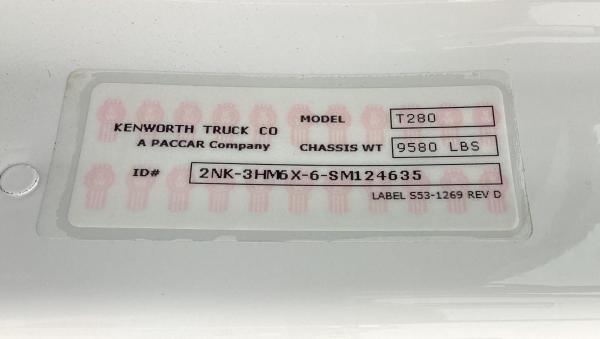 KENWORTH TRUCK CO
A PACCAR Company
MODEL T280
CHASSIS WT 9580 LBS
ID# 2NK-3HM6X-6-SM124635
LABEL S53-1269 REV D